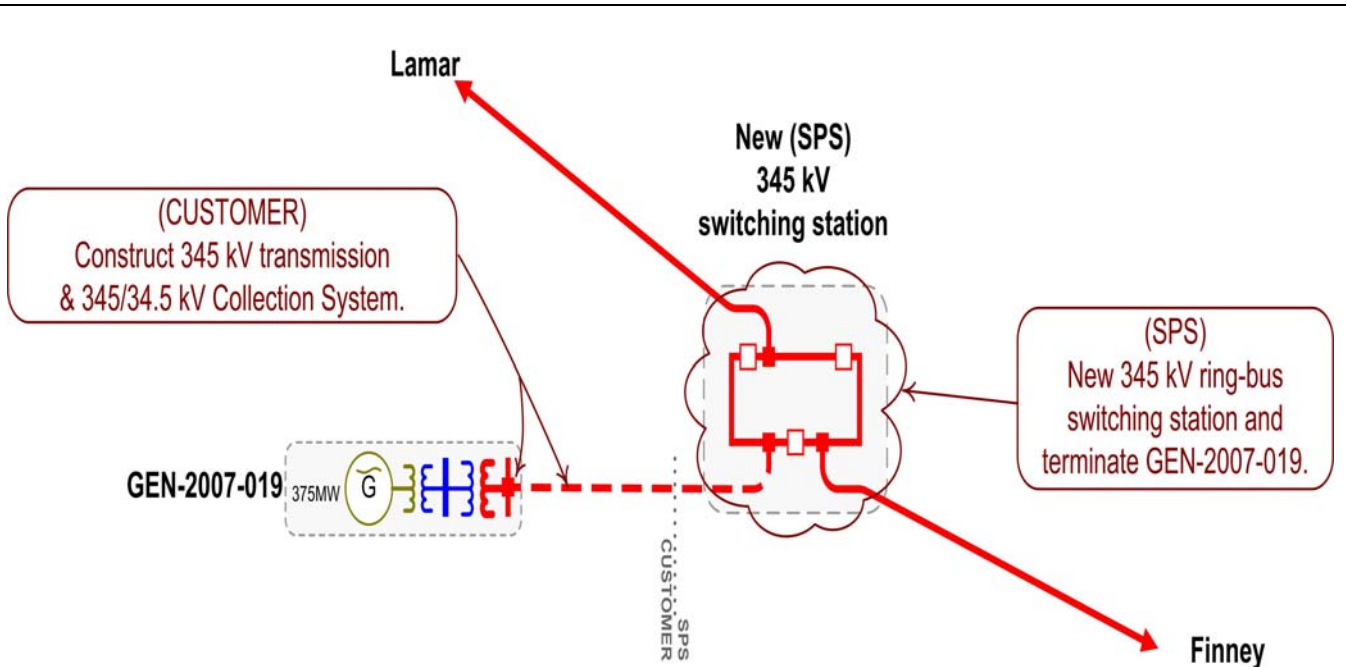 Lamar
New (SPS)
345 kV
switching station
(CUSTOMER)
Construct 345 kV transmission
& 345/34.5 kV Collection System.
(SPS)
New 345 kV ring-bus
switching station and
terminate GEN-2007-019.
GEN-2007-019
375MW
G
SPS
CUSTOMER
Finney